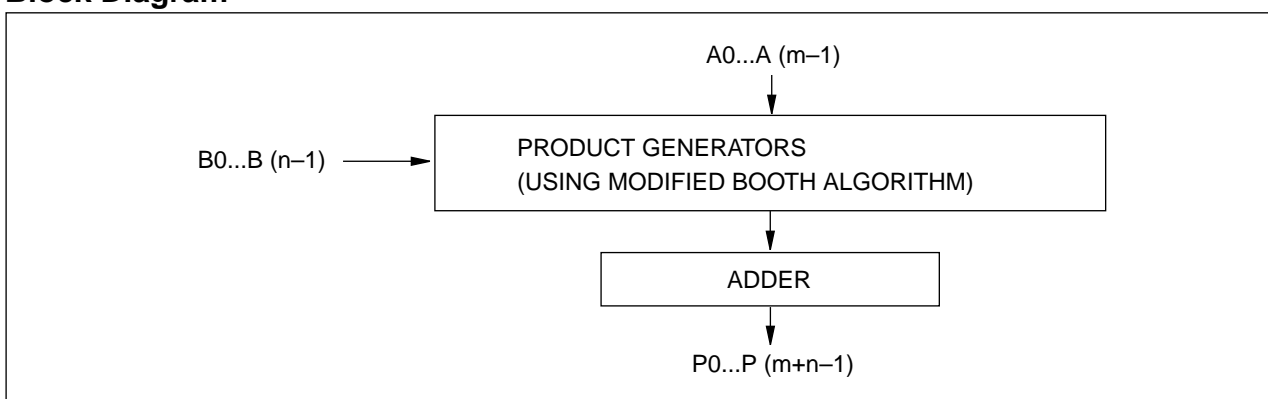 Block Diagram
A0...A (m–1)
B0...B (n–1)
PRODUCT GENERATORS
(USING MODIFIED BOOTH ALGORITHM)
ADDER
P0...P (m+n–1)